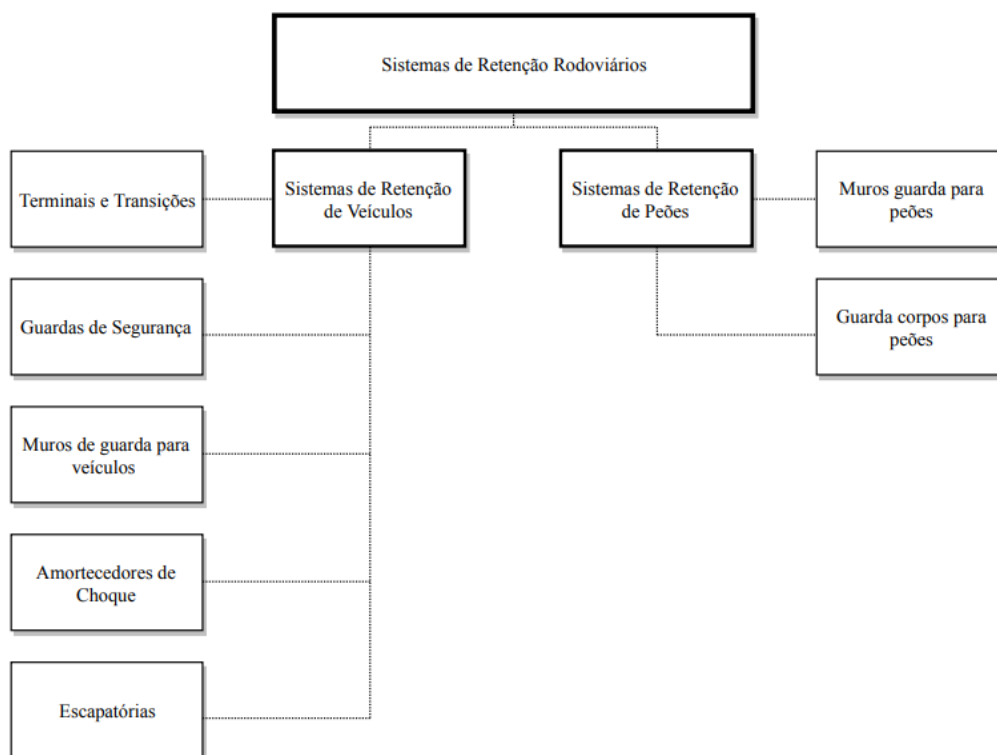 Sistemas de Retenção Rodoviários
Terminais e Transições
Sistemas de Retenção
de Veículos
Sistemas de Retenção
de Peões
Muros guarda para
peões
Guardas de Segurança
Guarda corpos para
peões
Muros de guarda para
veículos
Amortecedores de
Choque
Escapatórias